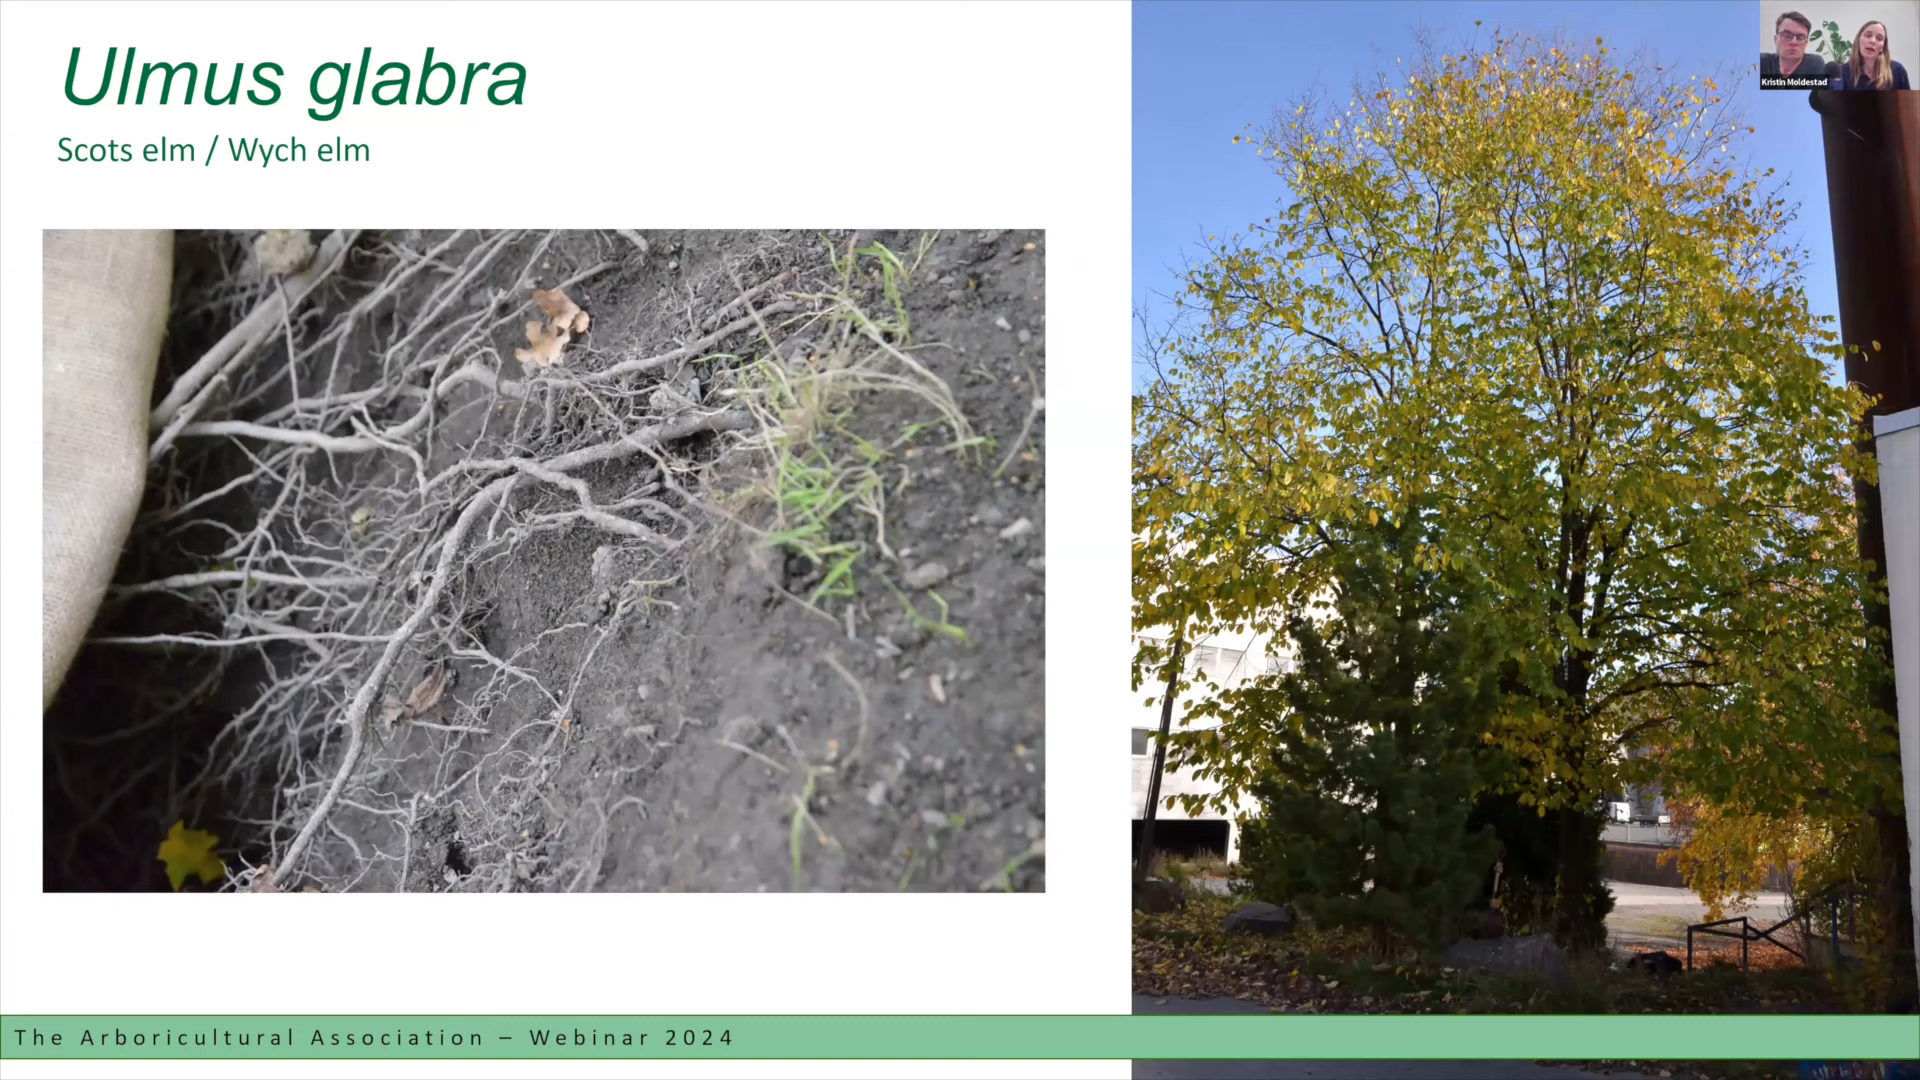 Ulmus glabra
Scots elm / Wych elm
Kristin Moldestad
The Arboricultural Association – Webinar 2024